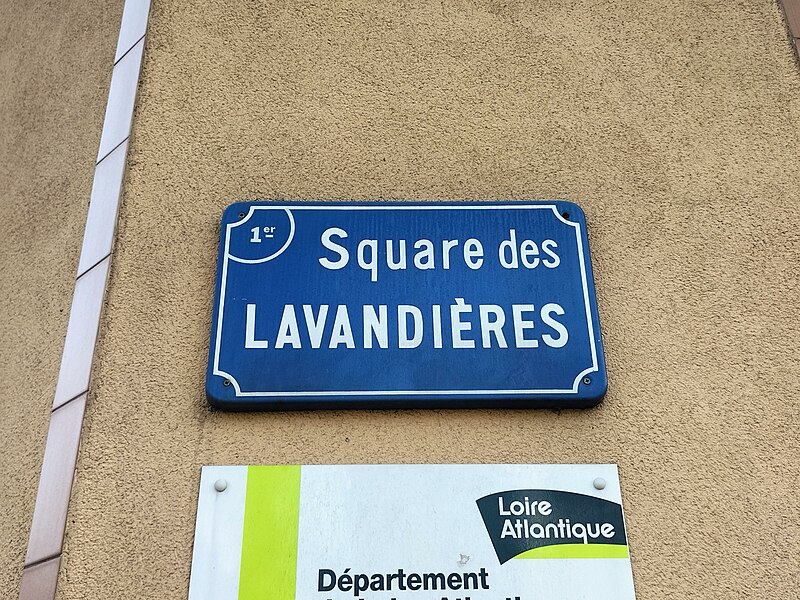 1er
Square des
LAVANDIÈRES
Loire
Atlantique
Département